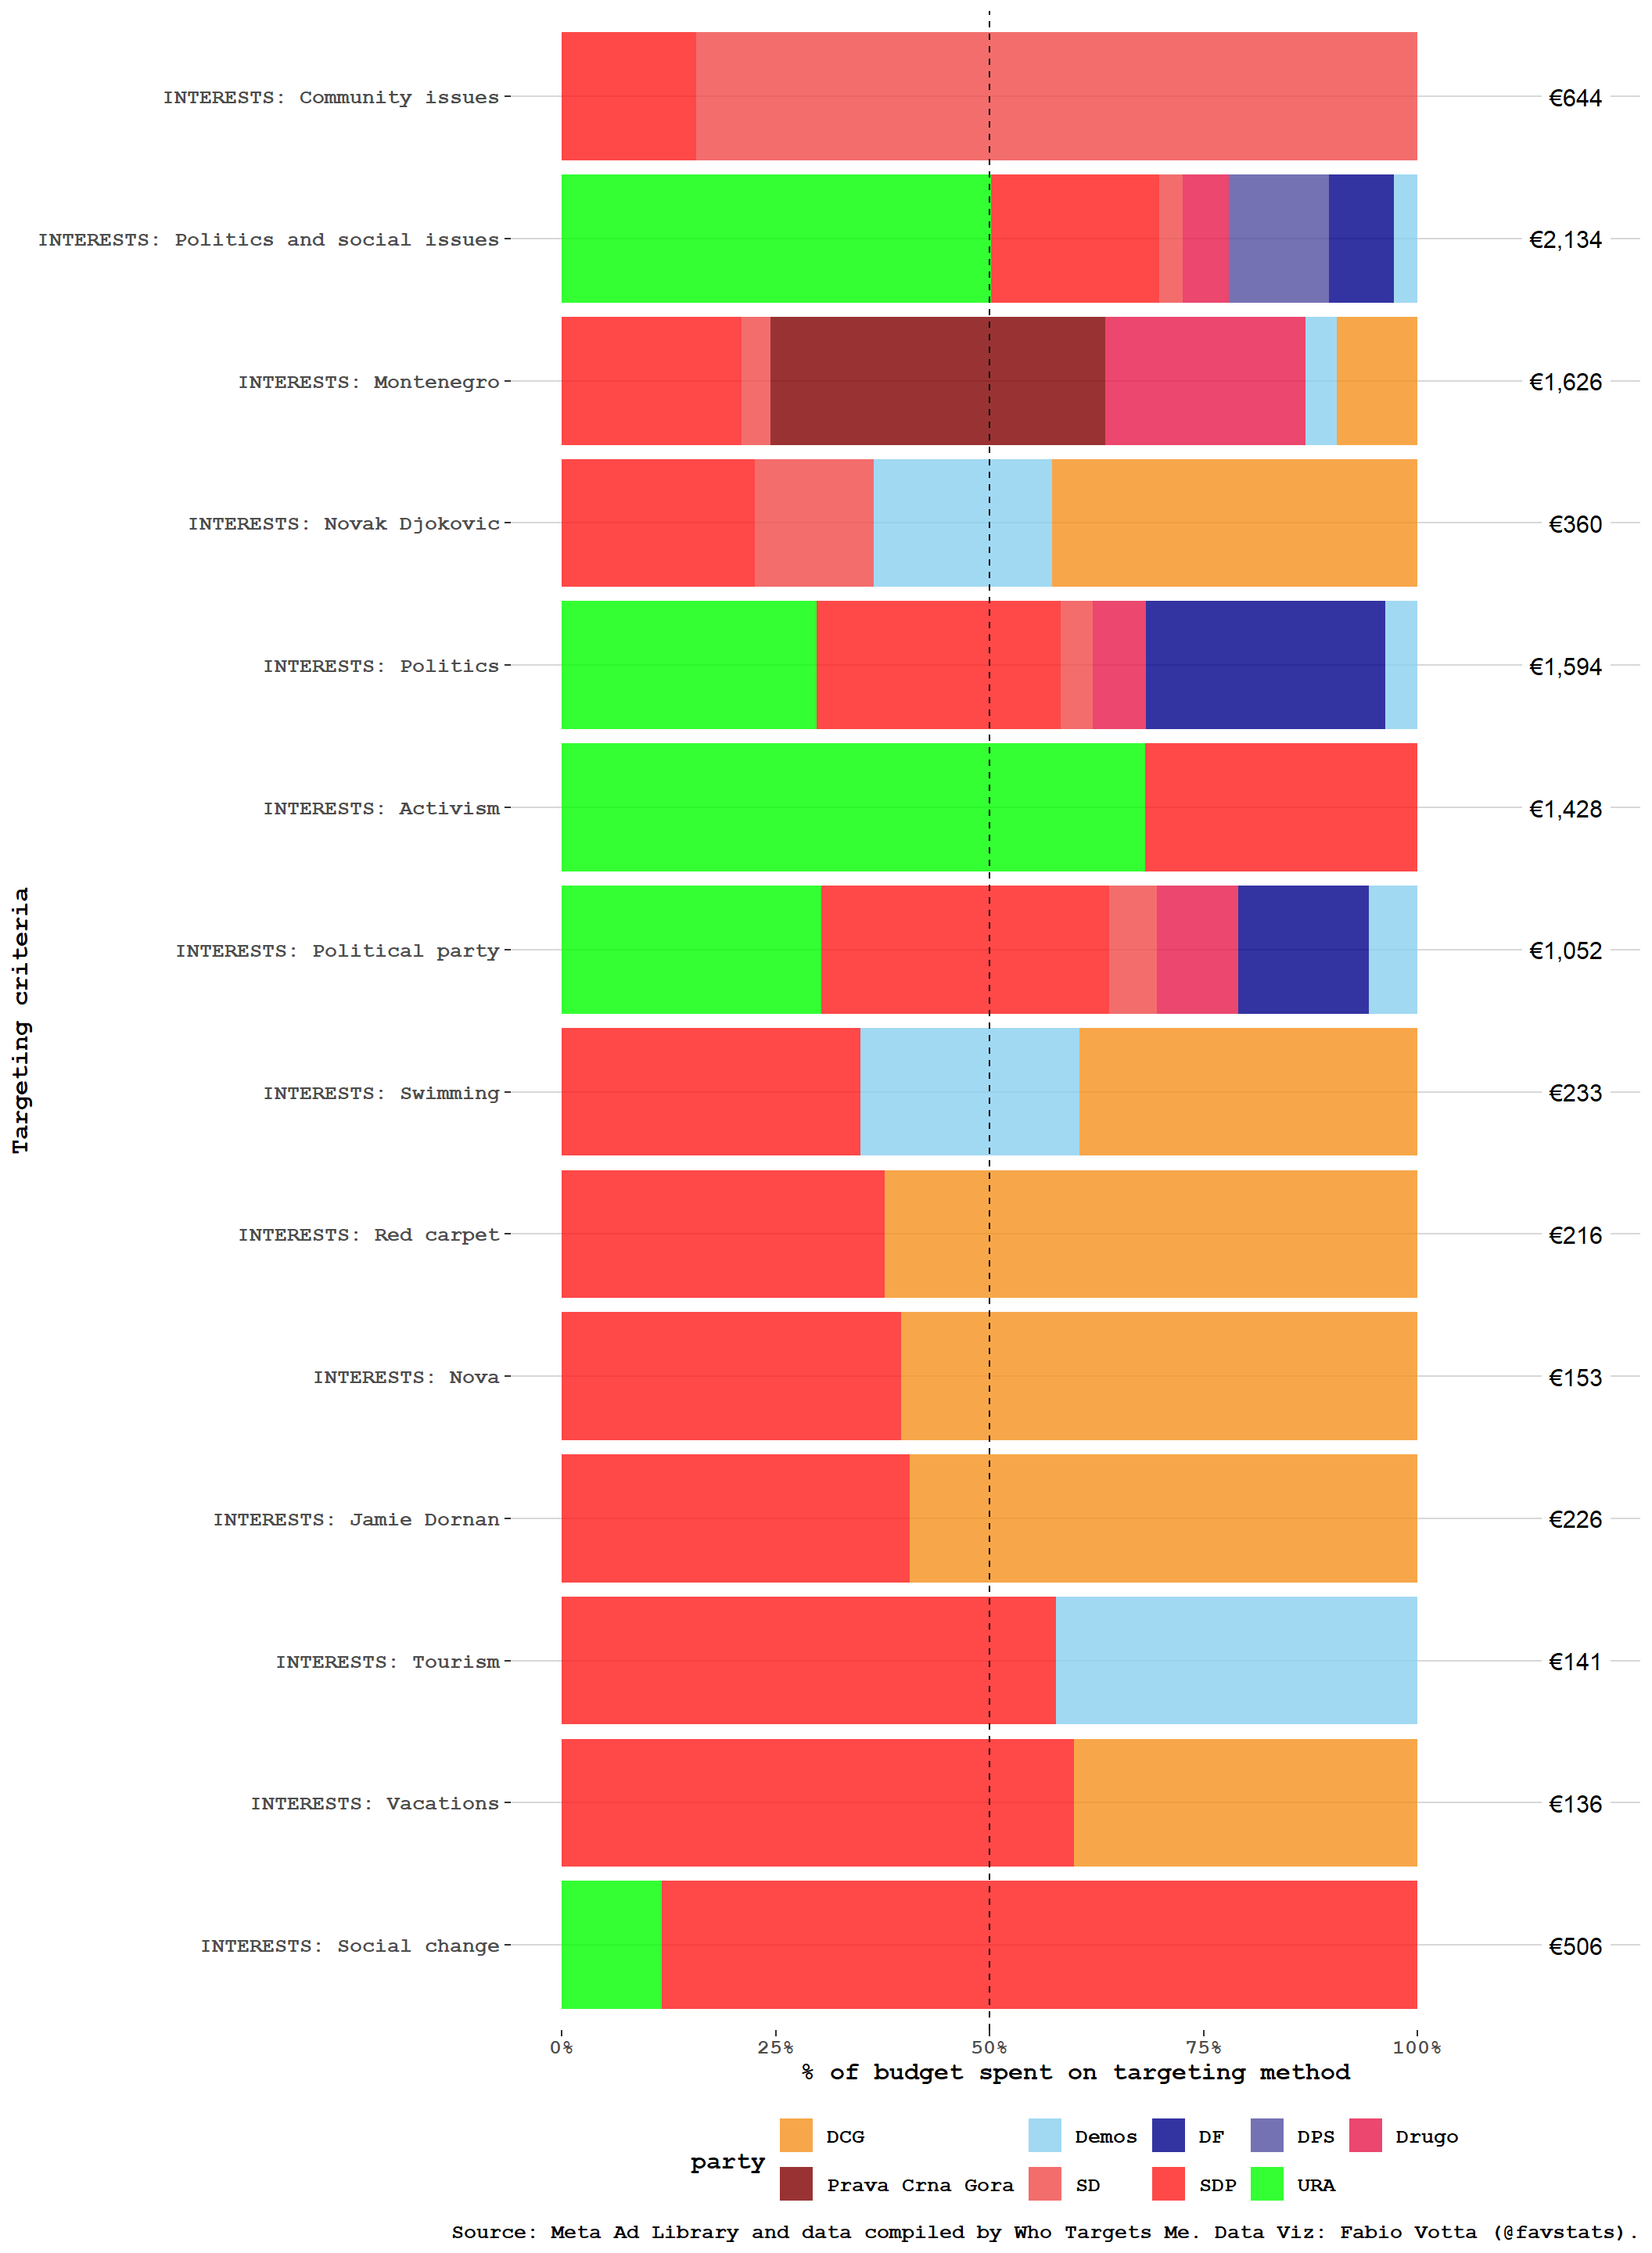 INTERESTS: Community issues €644
INTERESTS: Politics and social issues €2,134
INTERESTS: Montenegro €1,626
INTERESTS: Novak Djokovic €360
INTERESTS: Politics €1,594
INTERESTS: Activism €1,428
INTERESTS: Political party €1,052
INTERESTS: Swimming €233
INTERESTS: Red carpet €216
INTERESTS: Nova €153
INTERESTS: Jamie Dornan €226
INTERESTS: Tourism €141
INTERESTS: Vacations €136
INTERESTS: Social change €506
Targeting criteria
0% 25% 50% 75% 100%
% of budget spent on targeting method
party
DCG Demos DF DPS Drugo
Prava Crna Gora SD SDP URA
Source: Meta Ad Library and data compiled by Who Targets Me. Data Viz: Fabio Votta (@favstats).